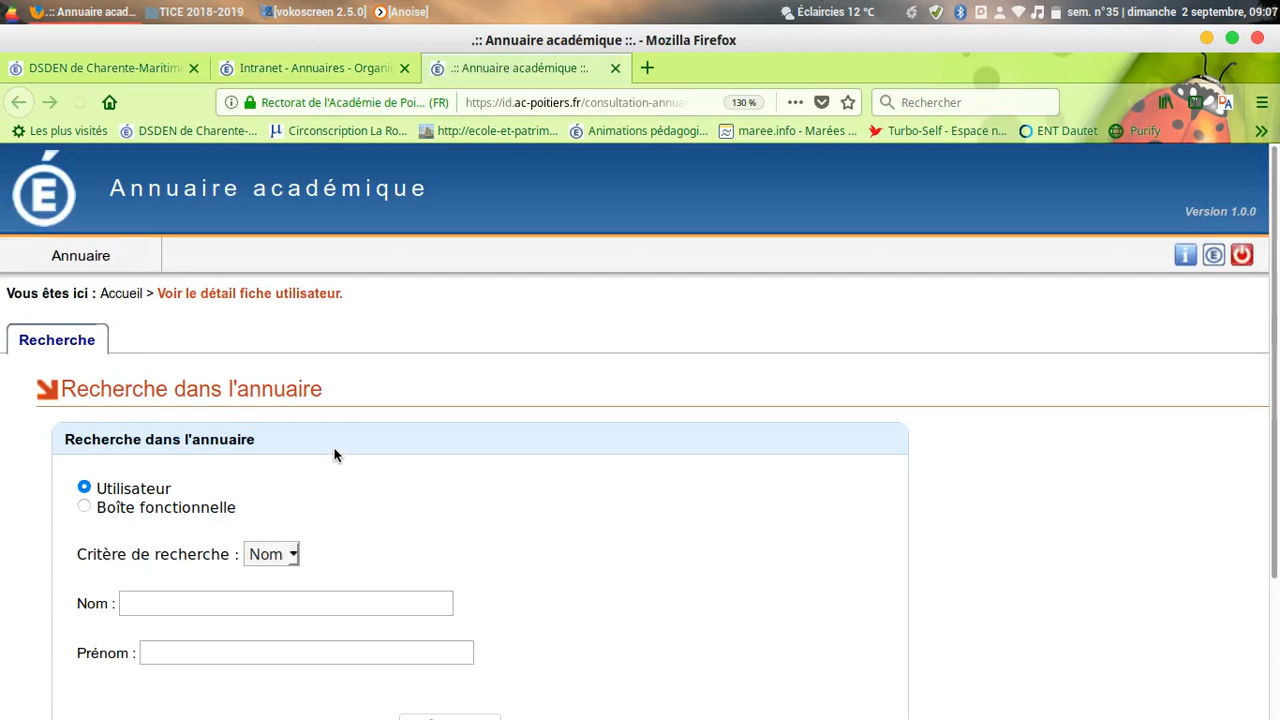 .:: Annuaire acad… TICE 2018-2019 [vokoscreen 2.5.0] [Anoise] Éclaircies 12 °C sem. n°35 | dimanche 2 septembre, 09:07
.:: Annuaire académique ::. - Mozilla Firefox
DSDEN de Charente-Maritim Intranet - Annuaires - Organi .:: Annuaire académique ::.
Rectorat de l'Académie de Poi… (FR) https://id.ac-poitiers.fr/consultation-annua 130 % Rechercher
Les plus visités DSDEN de Charente-… Circonscription La Ro… http://ecole-et-patrim… Animations pédagogi… maree.info - Marées … Turbo-Self - Espace n… ENT Dautet Purify
Annuaire académique
Version 1.0.0
Annuaire
Vous êtes ici : Accueil > Voir le détail fiche utilisateur.
Recherche
Recherche dans l'annuaire
Recherche dans l'annuaire
Utilisateur
Boîte fonctionnelle
Critère de recherche : Nom
Nom :
Prénom :